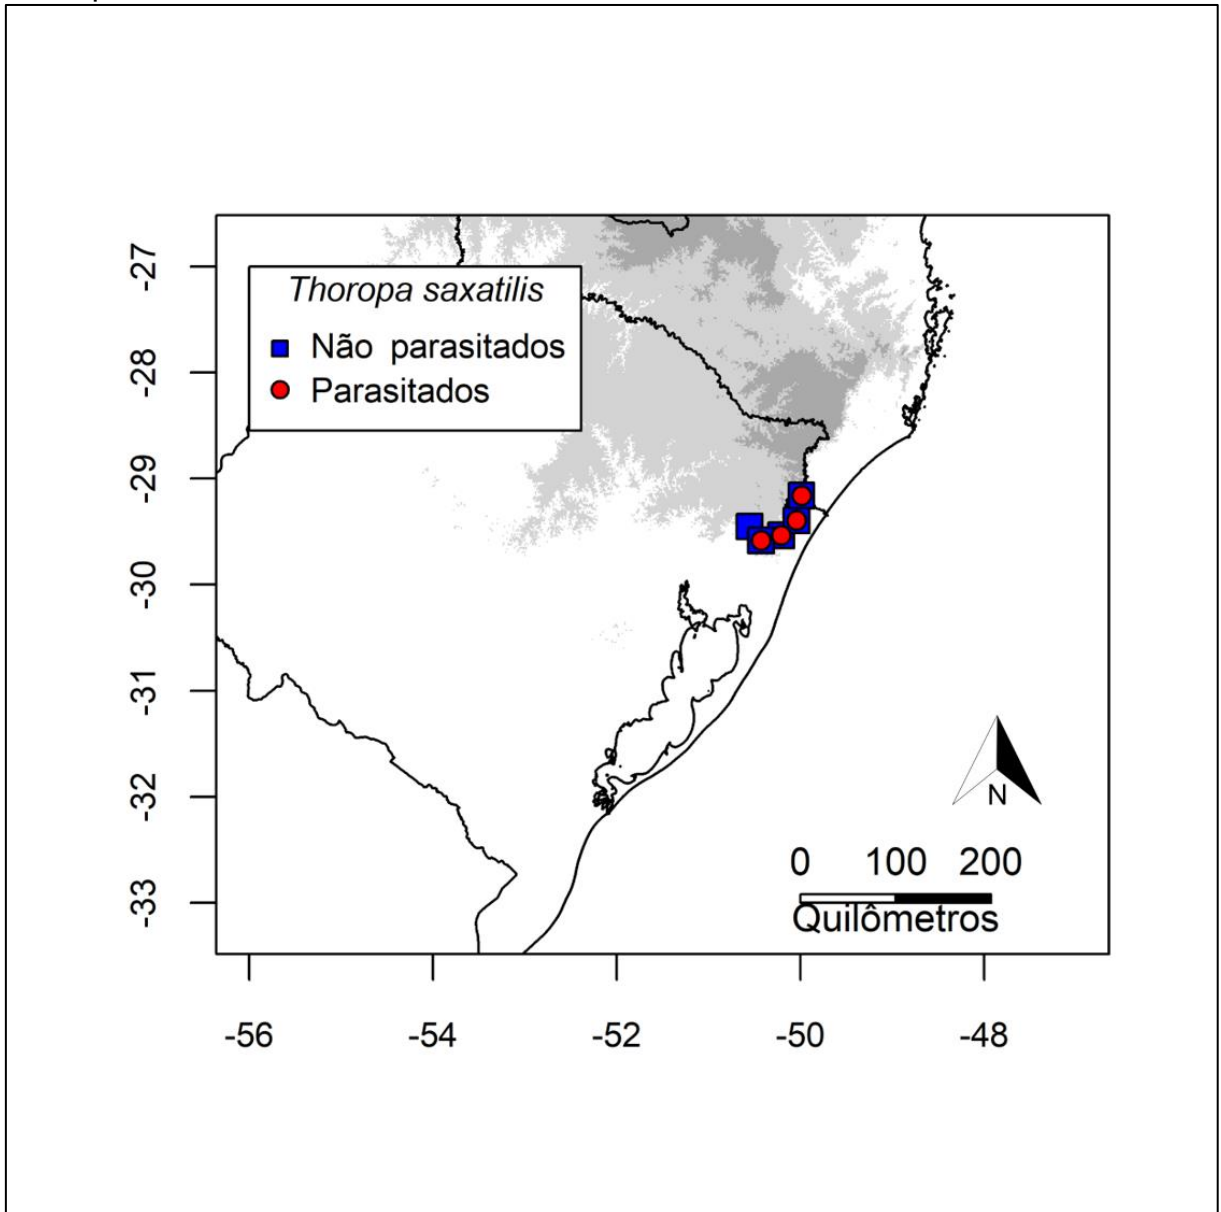 Thoropa saxatilis
Não parasitados
Parasitados
-27
-28
-29
-30
-31
-32
-33
N
0 100 200
Quilômetros
-56 -54 -52 -50 -48